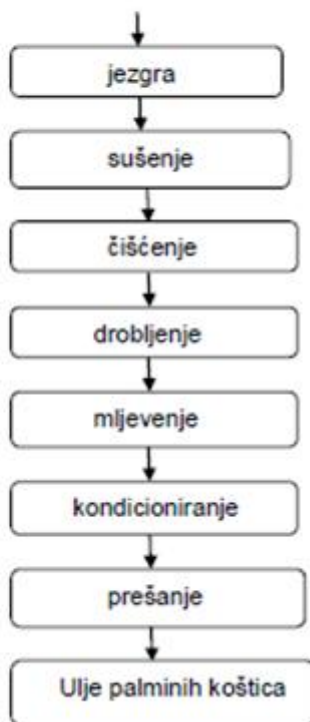 jezgra
sušenje
čišćenje
drobljenje
mljevenje
kondicioniranje
prešanje
Ulje palminih koštica